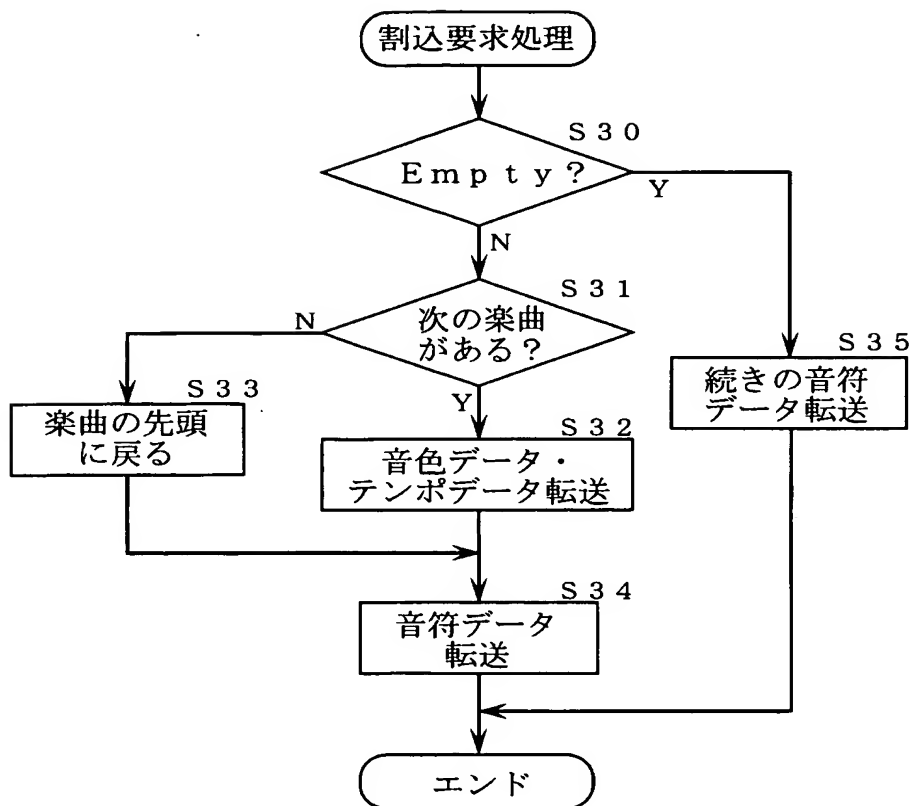 割込要求処理
S30
Empty?
Y
N
S31
次の楽曲
がある?
N
Y
S35
続きの音符
データ転送
S33
楽曲の先頭
に戻る
S32
音色データ・
テンポデータ転送
S34
音符データ
転送
エンド